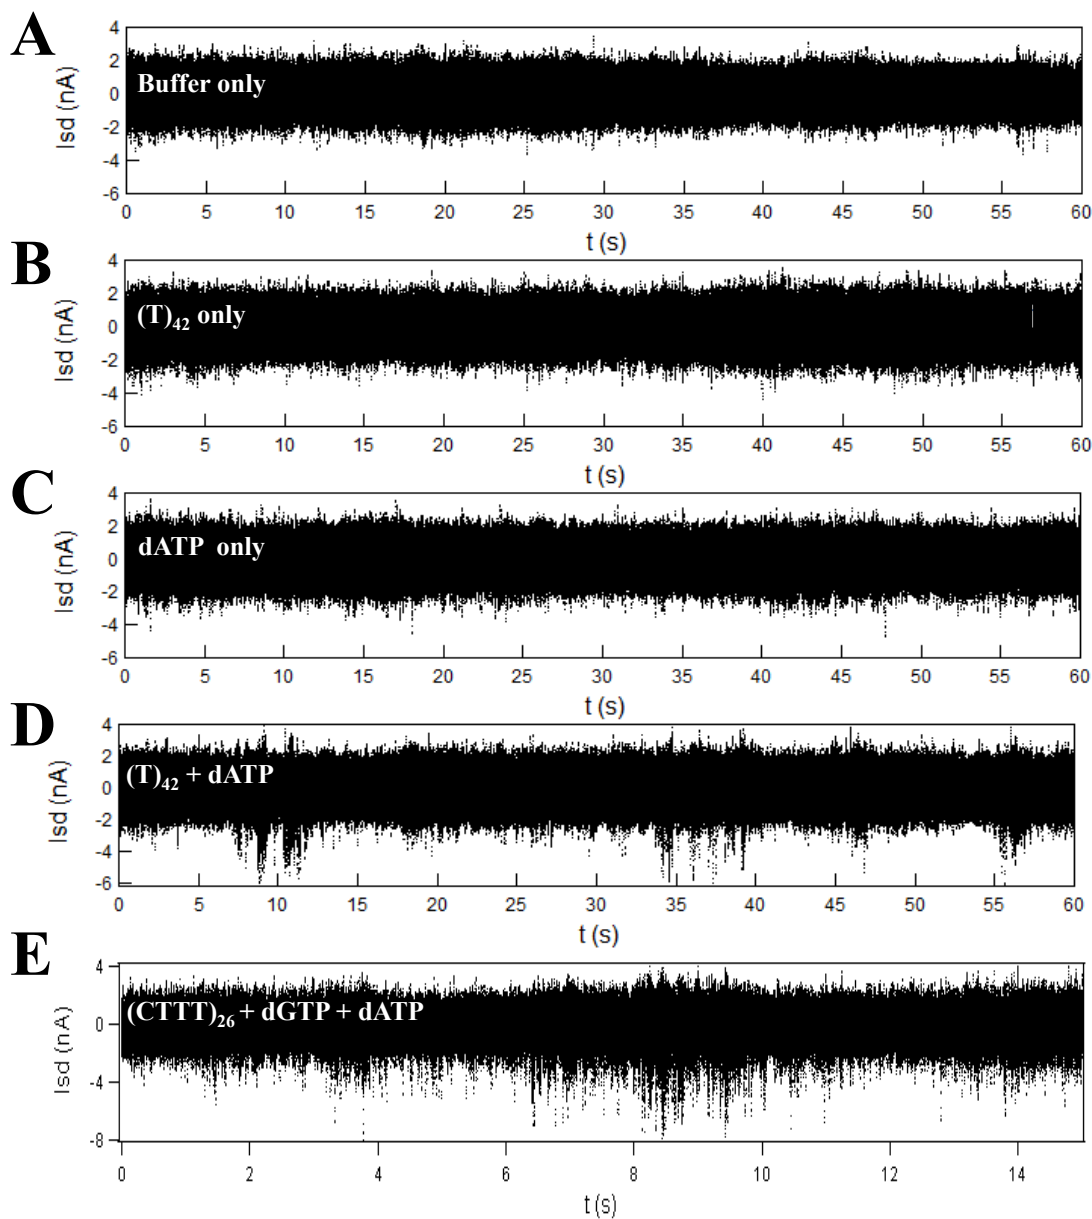 A
Isd (nA)
4
2
0
-2
-4
-6
Buffer only
0 5 10 15 20 25 30 35 40 45 50 55 60
t (s)
B
Isd (nA)
4
2
0
-2
-4
-6
(T)42 only
0 5 10 15 20 25 30 35 40 45 50 55 60
t (s)
C
Isd (nA)
4
2
0
-2
-4
-6
dATP only
0 5 10 15 20 25 30 35 40 45 50 55 60
t (s)
D
Isd (nA)
4
2
0
-2
-4
-6
(T)42 + dATP
0 5 10 15 20 25 30 35 40 45 50 55 60
t (s)
E
Isd (nA)
4
0
-4
-8
(CTTT)26 + dGTP + dATP
0 2 4 6 8 10 12 14
t (s)